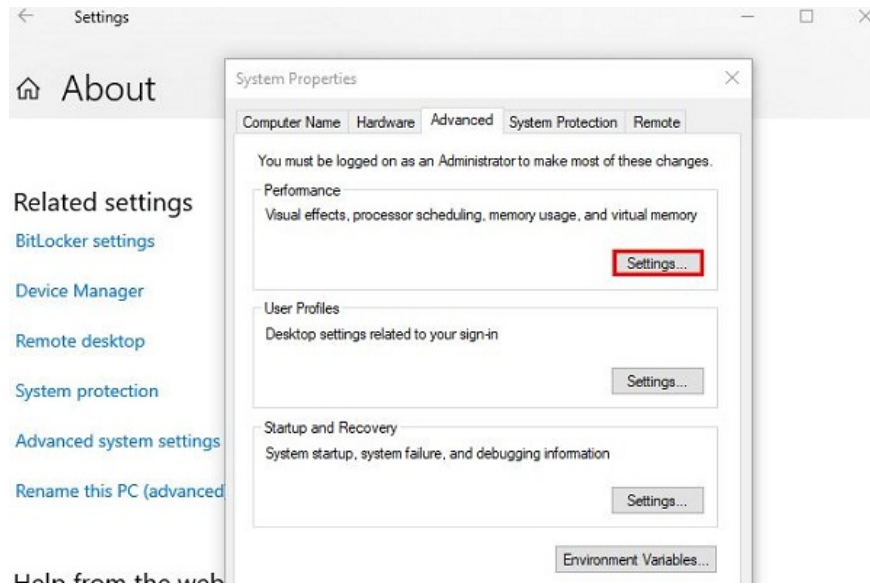 Settings
About
Related settings
BitLocker settings
Device Manager
Remote desktop
System protection
Advanced system settings
Rename this PC (advanced
Help from the web
System Properties
Computer Name Hardware Advanced System Protection Remote
You must be logged on as an Administrator to make most of these changes.
Performance
Visual effects, processor scheduling, memory usage, and virtual memory
Settings...
User Profiles
Desktop settings related to your sign-in
Settings...
Startup and Recovery
System startup, system failure, and debugging information
Settings...
Environment Variables...